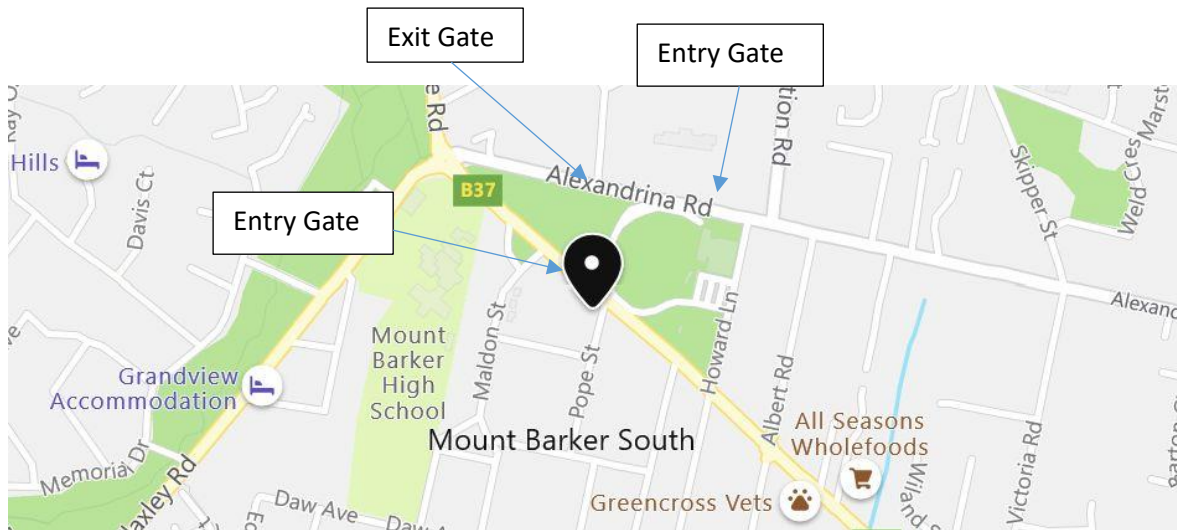 Exit Gate
Entry Gate
Entry Gate
Hills
Davis Ct
B37
Alexandrina Rd
Skipper St
Weld Cres
Maldon St
Mount
Barker
High
School
Pope St
Howard Ln
Albert Rd
Grandview
Accommodation
Mount Barker South
All Seasons
Wholefoods
Victoria Rd
Memorial Dr
Greencross Vets
Daw Ave